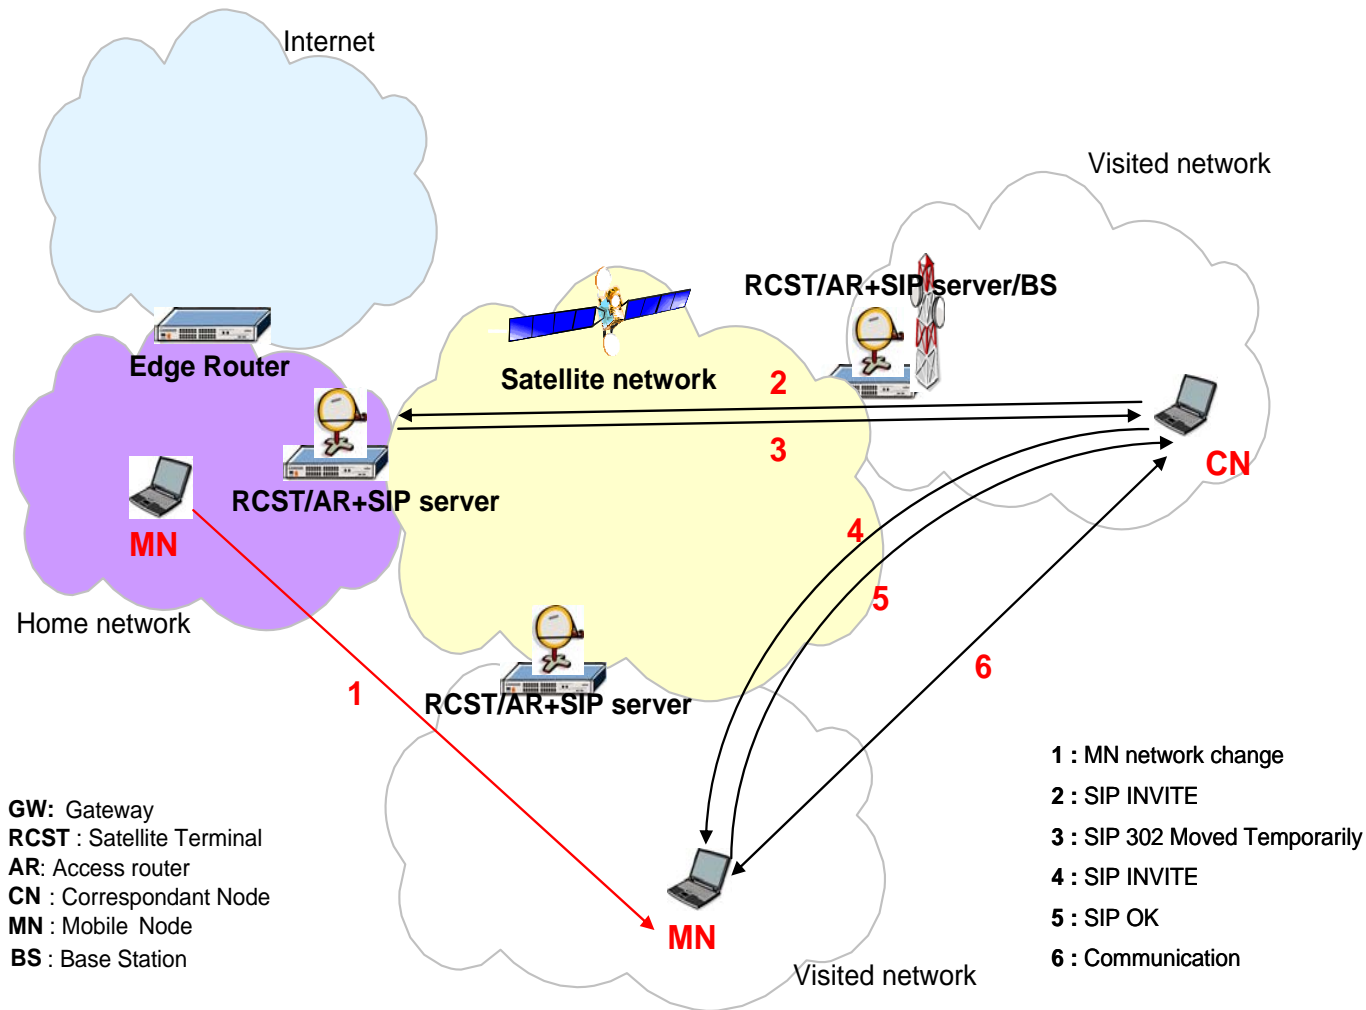 Internet
Visited network
RCST/AR+SIP server/BS
Edge Router
Satellite network
2
3
CN
RCST/AR+SIP server
MN
4
5
Home network
6
1
RCST/AR+SIP server
MN
Visited network
GW: Gateway
RCST : Satellite Terminal
AR: Access router
CN : Correspondant Node
MN : Mobile Node
BS : Base Station
1 : MN network change
2 : SIP INVITE
3 : SIP 302 Moved Temporarily
4 : SIP INVITE
5 : SIP OK
6 : Communication